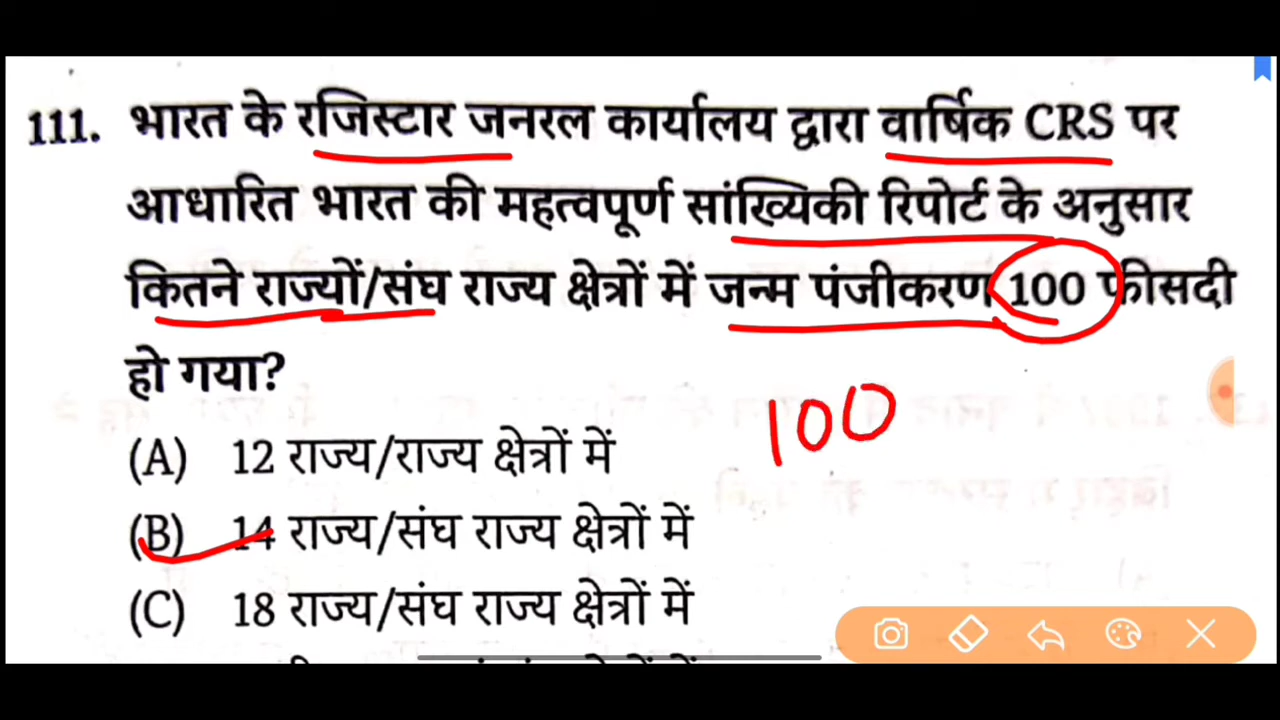 111. भारत के रजिस्टार जनरल कार्यालय द्वारा वार्षिक CRS पर
आधारित भारत की महत्वपूर्ण सांख्यिकी रिपोर्ट के अनुसार
कितने राज्यों/संघ राज्य क्षेत्रों में जन्म पंजीकरण 100 फीसदी
हो गया?
100
(A) 12 राज्य/राज्य क्षेत्रों में
(B) 14 राज्य/संघ राज्य क्षेत्रों में
(C) 18 राज्य/संघ राज्य क्षेत्रों में